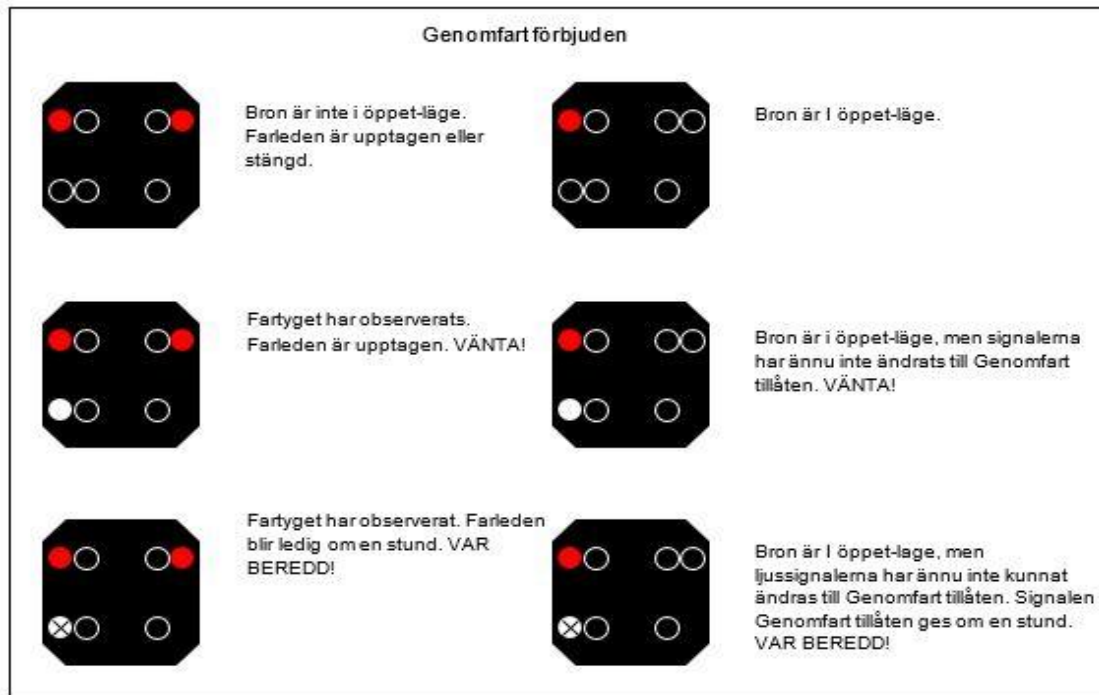 Genomfart förbjuden
Bron är inte i öppet-läge.
Farleden är upptagen eller
stängd.
Bron är I öppet-läge.
Fartyget har observerats.
Farleden är upptagen. VÄNTA!
Bron är i öppet-läge, men signalerna
har ännu inte ändrats till Genomfart
tillåten. VÄNTA!
Fartyget har observerat. Farleden
blir ledig om en stund. VAR
BEREDD!
Bron är I öppet-lage, men
ljussignalerna har ännu inte kunnat
ändras till Genomfart tillåten. Signalen
Genomfart tillåten ges om en stund.
VAR BEREDD!